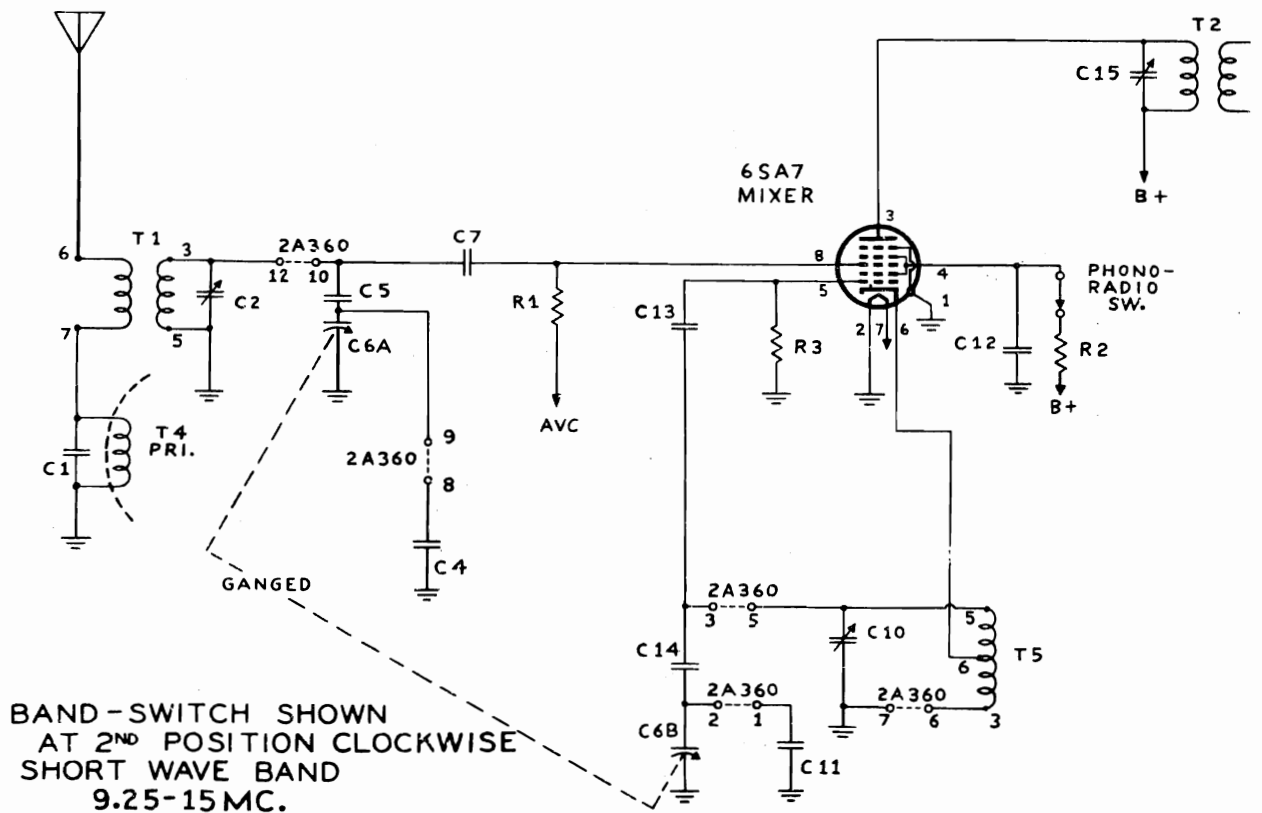 T2
C15
B+
6SA7
MIXER
3
T1
6
3
2A360
12
10
C7
8
5
4
1
PHONO-
RADIO
SW.
C2
C5
C6A
R1
C13
R3
2
7
6
C12
R2
B+
7
5
T4
PRI.
C1
AVC
9
2A360
8
C4
GANGED
2A360
3
5
C10
5
6
T5
C14
2A360
2
1
2A360
7
6
3
C6B
C11
BAND-SWITCH SHOWN
AT 2ND POSITION CLOCKWISE
SHORT WAVE BAND
9.25-15 MC.